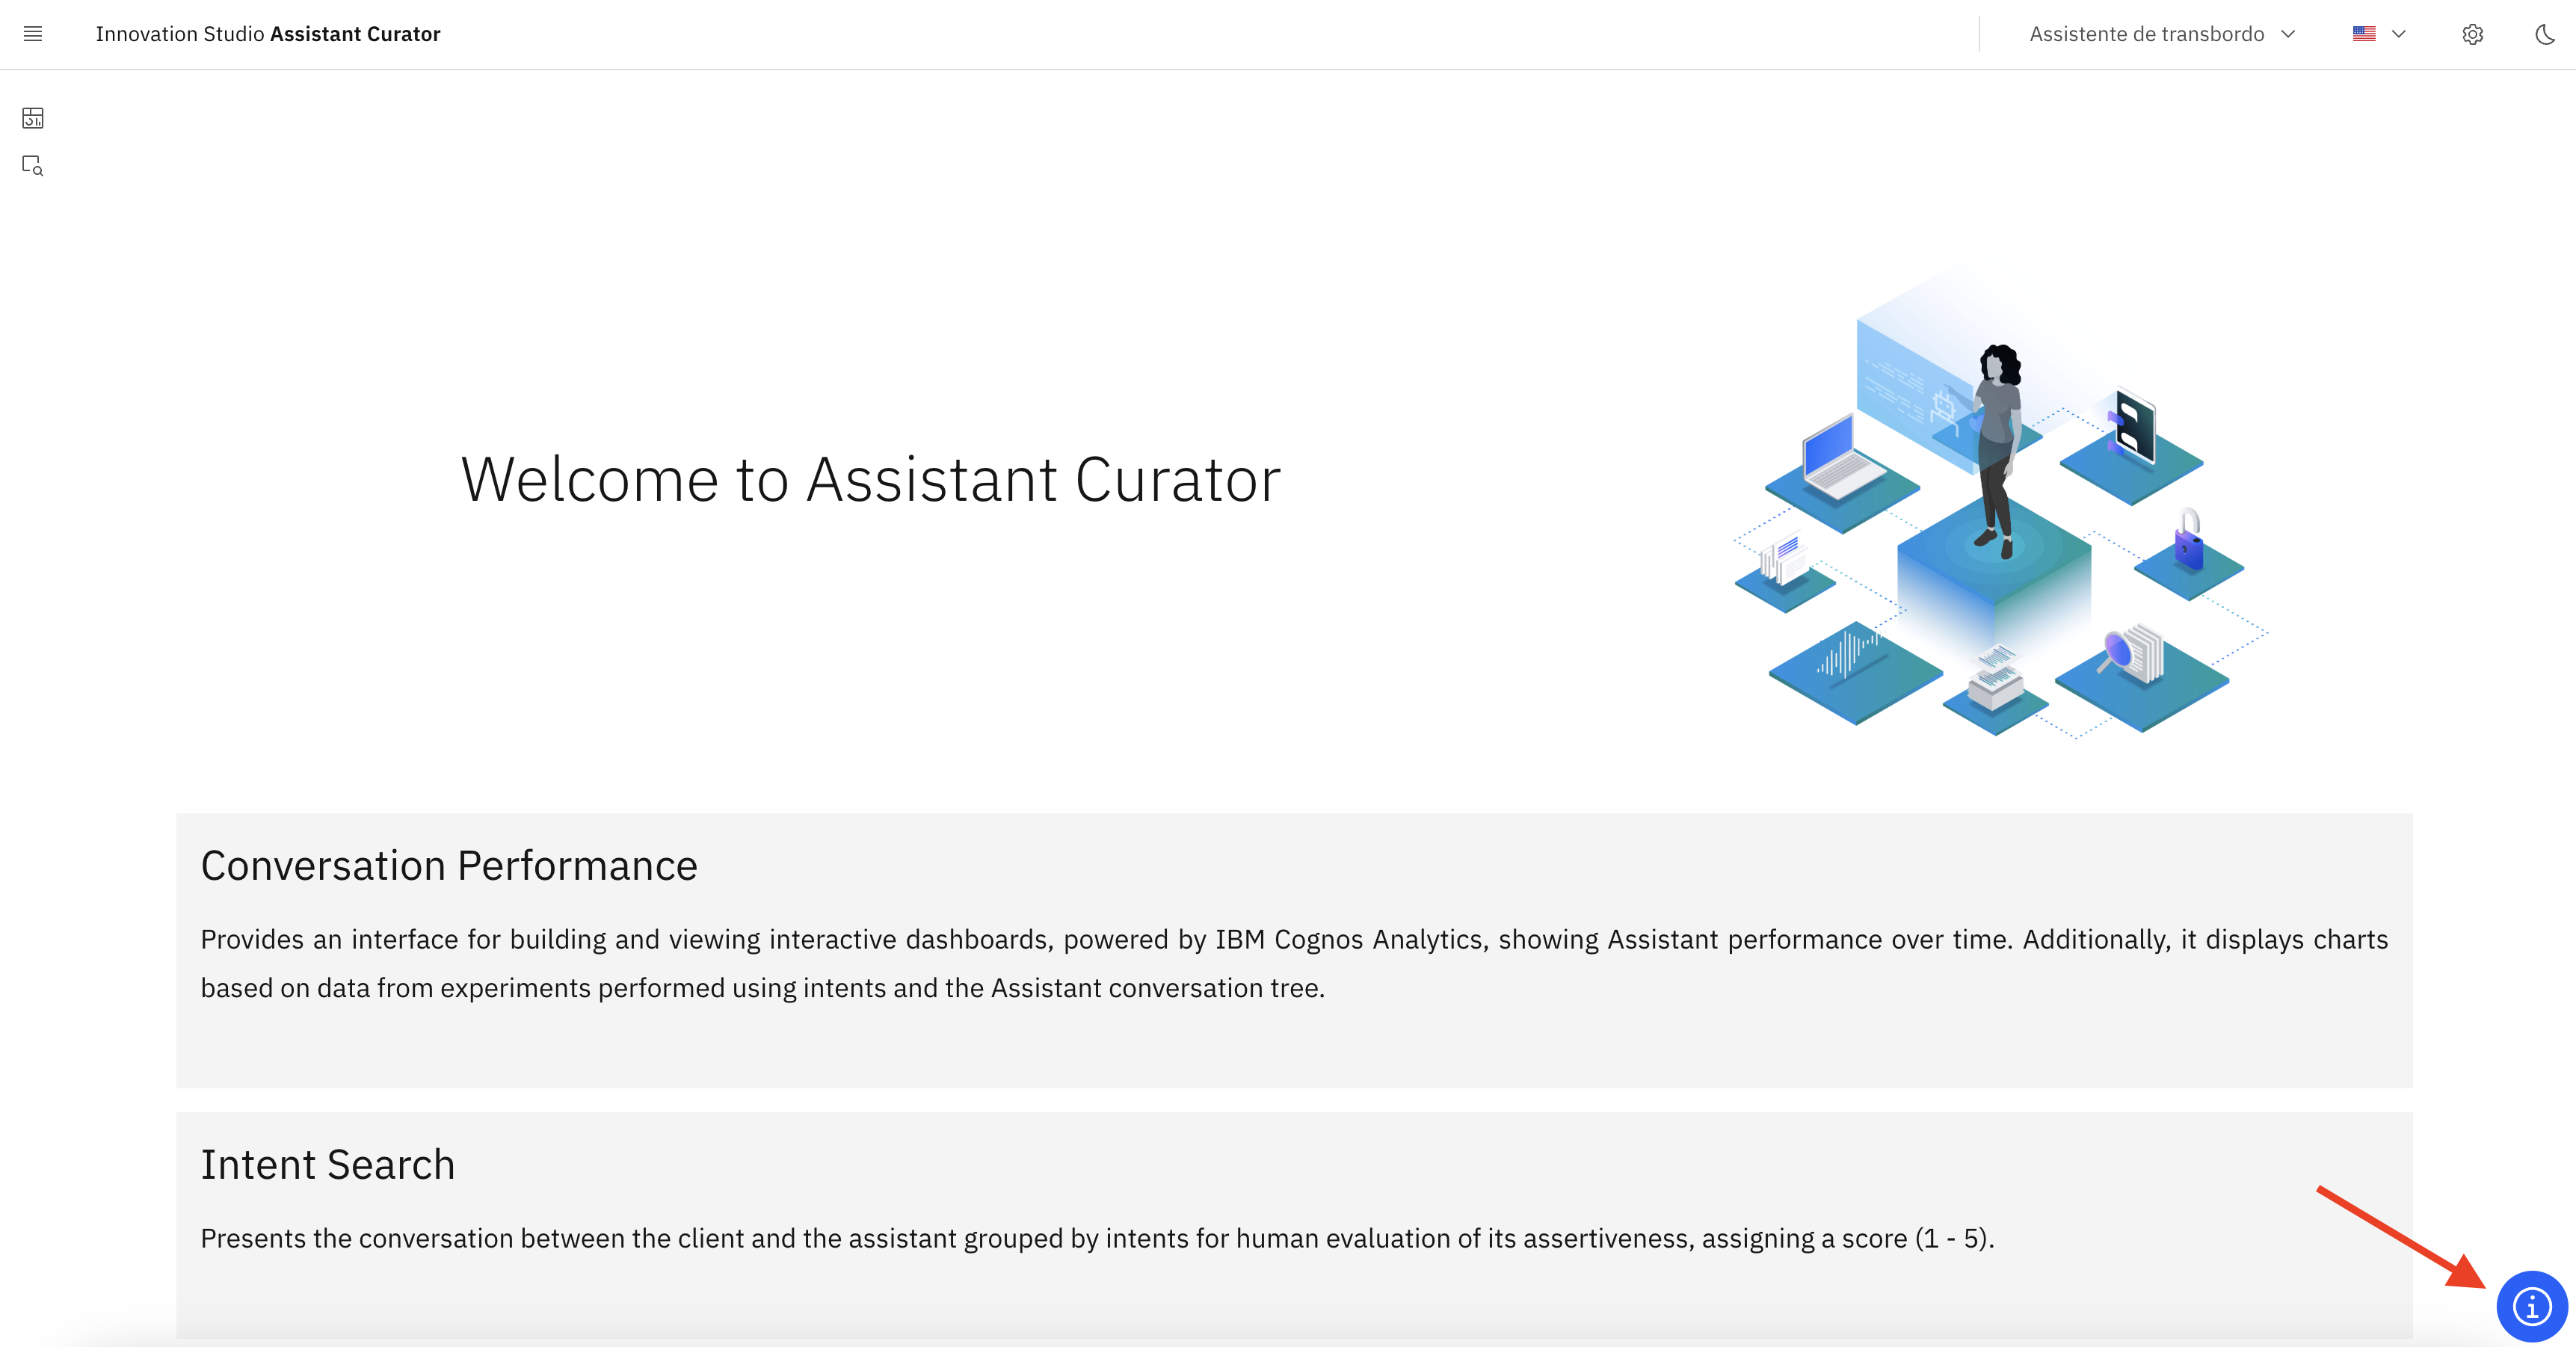 Innovation Studio Assistant Curator
Assistente de transbordo
Welcome to Assistant Curator
Conversation Performance
Provides an interface for building and viewing interactive dashboards, powered by IBM Cognos Analytics, showing Assistant performance over time. Additionally, it displays charts
based on data from experiments performed using intents and the Assistant conversation tree.
Intent Search
Presents the conversation between the client and the assistant grouped by intents for human evaluation of its assertiveness, assigning a score (1 - 5).